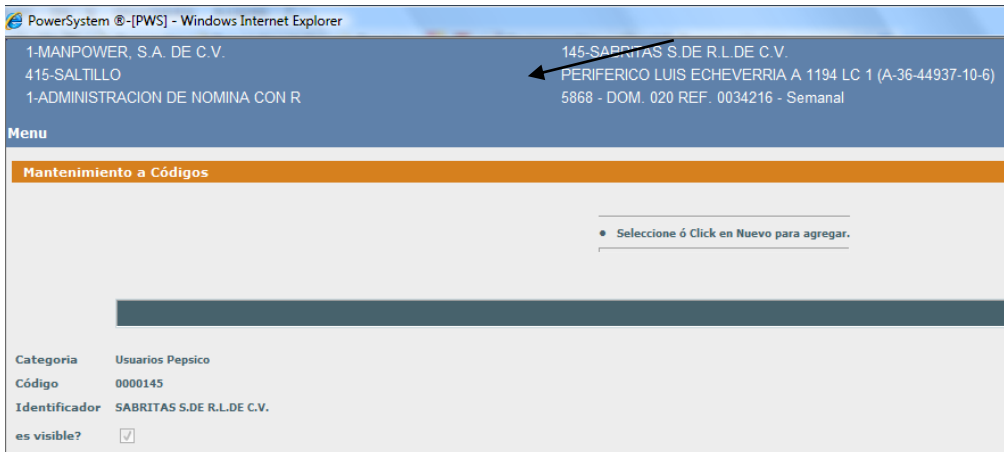 PowerSystem ®-[PWS] - Windows Internet Explorer
1-MANPOWER, S.A. DE C.V.
145-SABRITAS S.DE R.L.DE C.V.
415-SALTILLO
PERIFERICO LUIS ECHEVERRIA A 1194 LC 1 (A-36-44937-10-6)
1-ADMINISTRACION DE NOMINA CON R
5868 - DOM. 020 REF. 0034216 - Semanal
Menu
Mantenimiento a Códigos
• Seleccione ó Click en Nuevo para agregar.
Categoria Usuarios Pepsico
Código 0000145
Identificador SABRITAS S.DE R.L.DE C.V.
es visible?